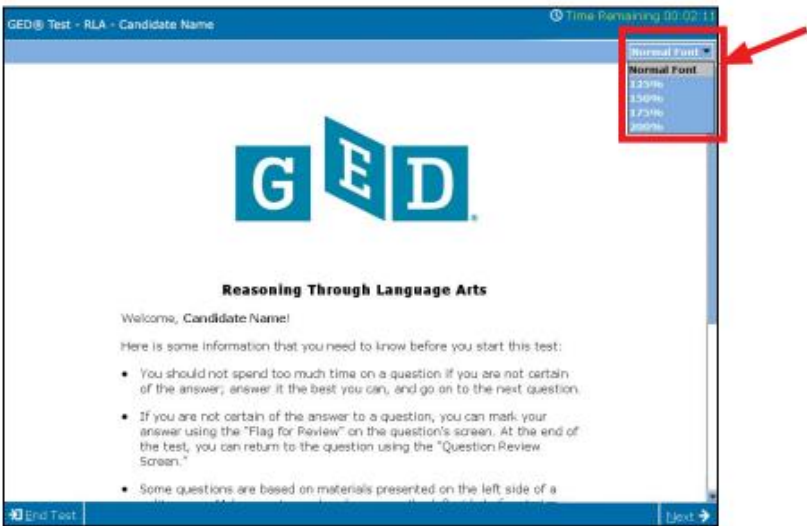 GED® Test - RLA - Candidate Name
Time Remaining 00:02:11
Normal Font
Normal Font
125%
150%
175%
200%
GED
Reasoning Through Language Arts
Welcome, Candidate Name!
Here is some information that you need to know before you start this test:
• You should not spend too much time on a question if you are not certain
of the answer; answer it the best you can, and go on to the next question.
• If you are not certain of the answer to a question, you can mark your
answer using the "Flag for Review" on the question's screen. At the end of
the test, you can return to the question using the "Question Review
Screen."
• Some questions are based on materials presented on the left side of a
End Test
Next